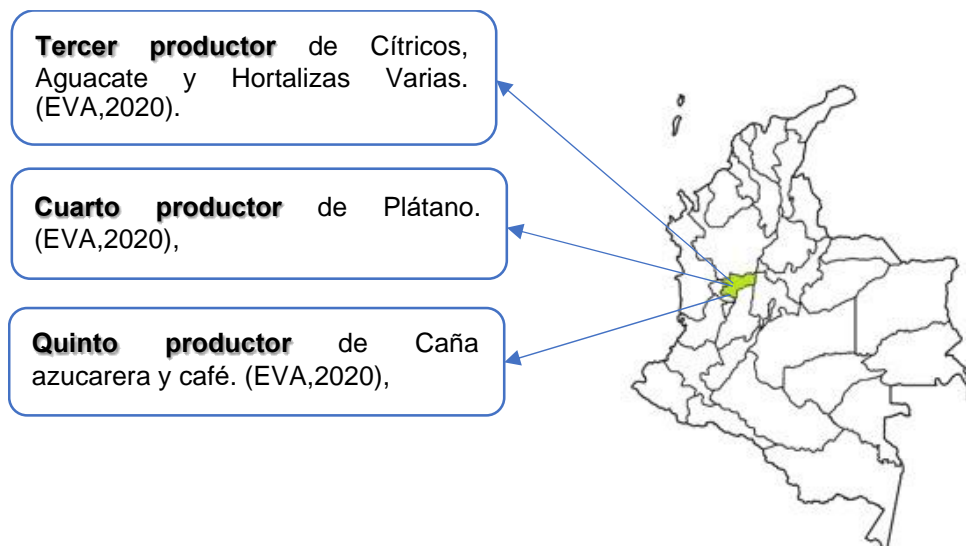 Tercer productor de Cítricos,
Aguacate y Hortalizas Varias.
(EVA,2020).
Cuarto productor de Plátano.
(EVA,2020),
Quinto productor de Caña
azucarera y café. (EVA,2020),